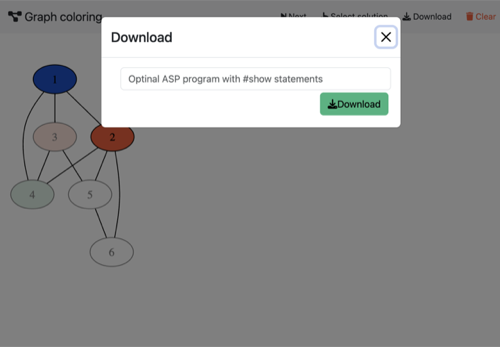 Graph coloring
Next
Select solution
Download
Clear
Download
Optinal ASP program with #show statements
Download
1
3
2
4
5
6